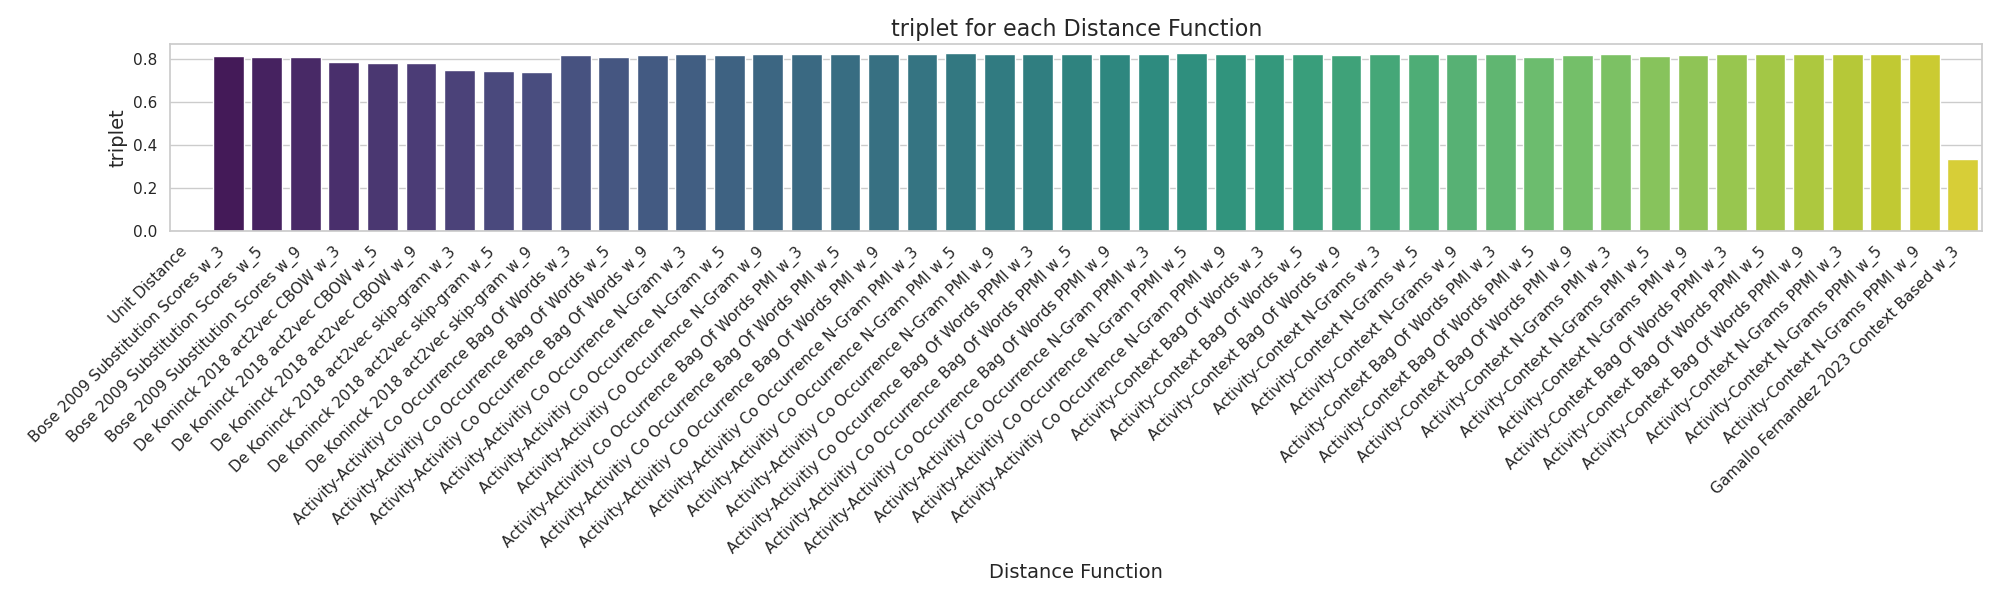 triplet for each Distance Function
triplet
0.8
0.6
0.4
0.2
0.0
Unit Distance
Bose 2009 Substitution Scores w_3
Bose 2009 Substitution Scores w_5
Bose 2009 Substitution Scores w_9
De Koninck 2018 act2vec CBOW w_3
De Koninck 2018 act2vec CBOW w_5
De Koninck 2018 act2vec CBOW w_9
De Koninck 2018 act2vec skip-gram w_3
De Koninck 2018 act2vec skip-gram w_5
De Koninck 2018 act2vec skip-gram w_9
Activity-Activitiy Co Occurrence Bag Of Words w_3
Activity-Activitiy Co Occurrence Bag Of Words w_5
Activity-Activitiy Co Occurrence Bag Of Words w_9
Activity-Activitiy Co Occurrence N-Gram w_3
Activity-Activitiy Co Occurrence N-Gram w_5
Activity-Activitiy Co Occurrence N-Gram w_9
Activity-Activitiy Co Occurrence Bag Of Words PMI w_3
Activity-Activitiy Co Occurrence Bag Of Words PMI w_5
Activity-Activitiy Co Occurrence Bag Of Words PMI w_9
Activity-Activitiy Co Occurrence N-Gram PMI w_3
Activity-Activitiy Co Occurrence N-Gram PMI w_5
Activity-Activitiy Co Occurrence N-Gram PMI w_9
Activity-Activitiy Co Occurrence Bag Of Words PPMI w_3
Activity-Activitiy Co Occurrence Bag Of Words PPMI w_5
Activity-Activitiy Co Occurrence Bag Of Words PPMI w_9
Activity-Activitiy Co Occurrence N-Gram PPMI w_3
Activity-Activitiy Co Occurrence N-Gram PPMI w_5
Activity-Activitiy Co Occurrence N-Gram PPMI w_9
Activity-Context Bag Of Words w_3
Activity-Context Bag Of Words w_5
Activity-Context Bag Of Words w_9
Activity-Context N-Grams w_3
Activity-Context N-Grams w_5
Activity-Context N-Grams w_9
Activity-Context Bag Of Words PMI w_3
Activity-Context Bag Of Words PMI w_5
Activity-Context Bag Of Words PMI w_9
Activity-Context N-Grams PMI w_3
Activity-Context N-Grams PMI w_5
Activity-Context N-Grams PMI w_9
Activity-Context Bag Of Words PPMI w_3
Activity-Context Bag Of Words PPMI w_5
Activity-Context Bag Of Words PPMI w_9
Activity-Context N-Grams PPMI w_3
Activity-Context N-Grams PPMI w_5
Activity-Context N-Grams PPMI w_9
Gamallo Fernandez 2023 Context Based w_3
Distance Function